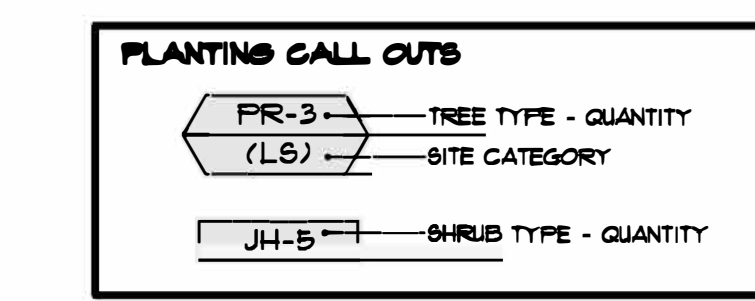 PLANTING CALL OUTS
PR-3 TREE TYPE - QUANTITY
(LS) SITE CATEGORY
JH-5 SHRUB TYPE - QUANTITY